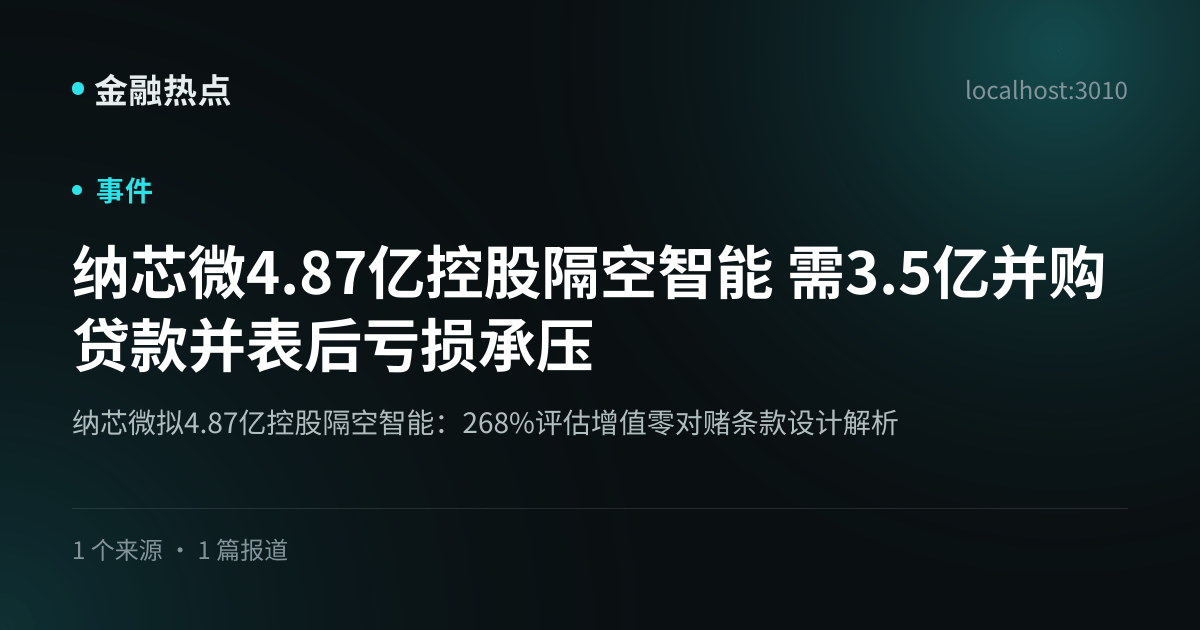 金融热点
localhost:3010
事件
纳芯微4.87亿控股隔空智能 需3.5亿并购
贷款并表后亏损承压
纳芯微拟4.87亿控股隔空智能：268%评估增值零对赌条款设计解析
1 个来源 · 1 篇报道